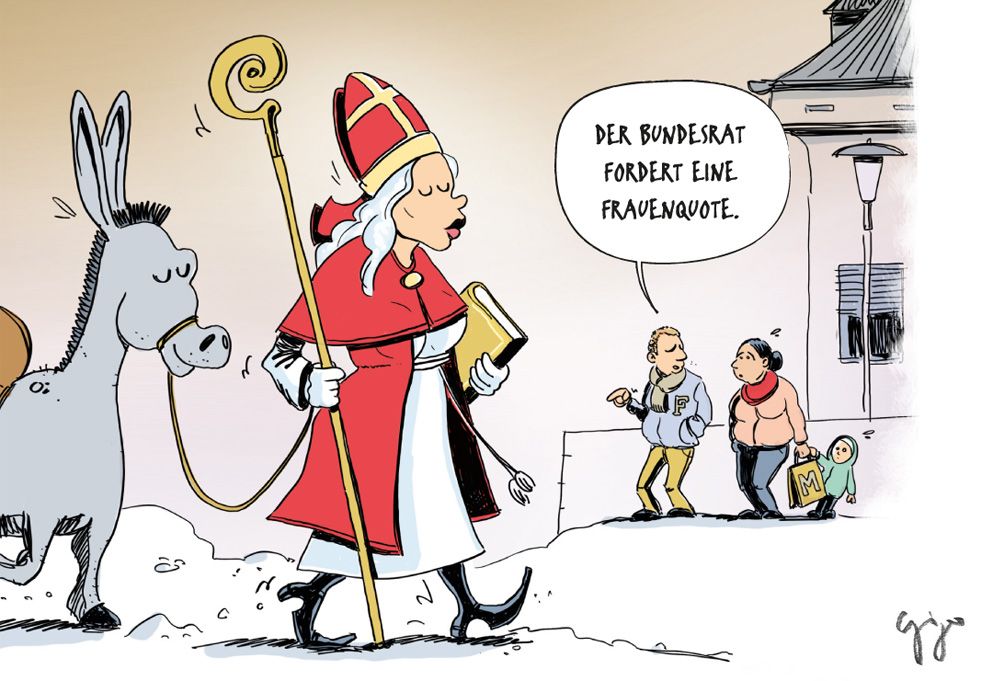 DER BUNDESRAT
FORDERT EINE
FRAUENQUOTE.
F
M